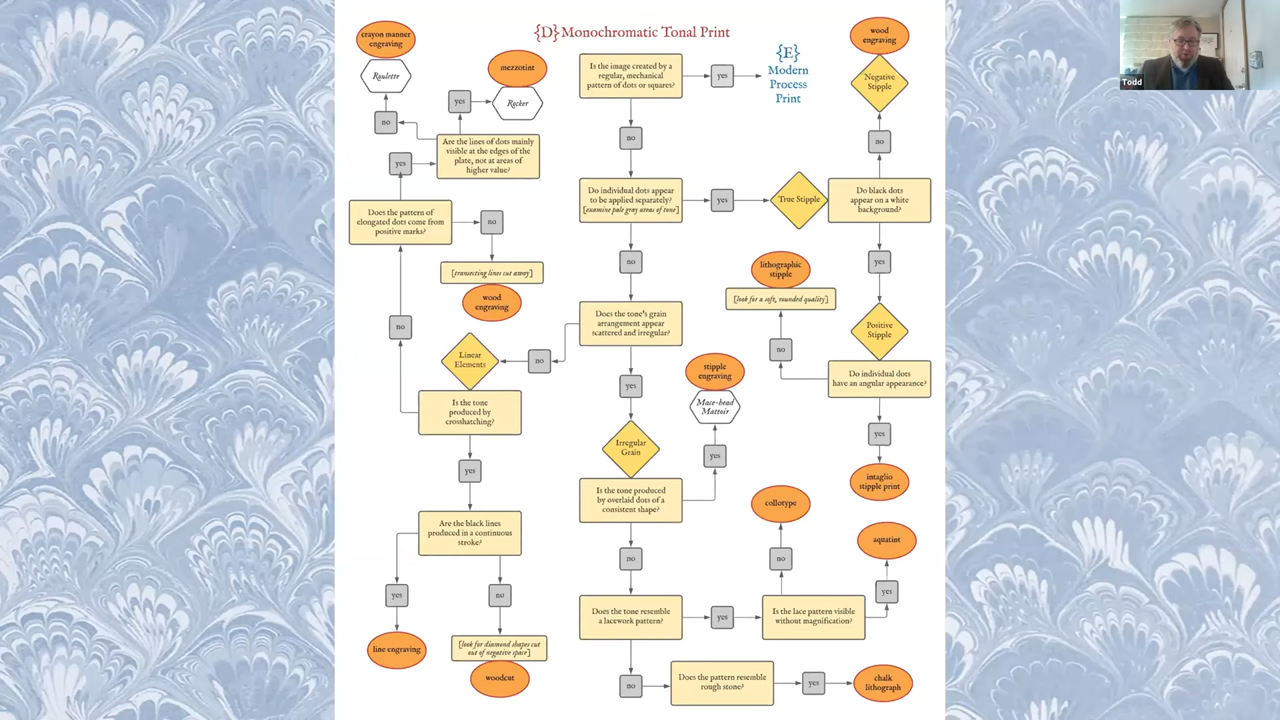 {D} Monochromatic Tonal Print
crayon manner
engraving
Roulette
mezzotint
Rocker
yes
no
Are the lines of dots mainly
visible at the edges of the
plate, not at areas of
higher value?
yes
Does the pattern of
elongated dots come from
positive marks?
no
[transecting lines cut away]
wood
engraving
no
Linear
Elements
no
Is the tone
produced by
crosshatching?
yes
Are the black lines
produced in a continuous
stroke?
yes
no
line engraving
[look for diamond shapes cut
out of negative space]
woodcut
Is the image created by a
regular, mechanical
pattern of dots or squares?
yes
{E}
Modern
Process
Print
no
Do individual dots appear
to be applied separately?
[examine pale gray areas of tone]
yes
True Stipple
no
Does the tone's grain
arrangement appear
scattered and irregular?
yes
Irregular
Grain
Is the tone produced
by overlaid dots of a
consistent shape?
yes
Mace-head
Mattoir
stipple
engraving
no
Does the tone resemble
a lacework pattern?
yes
Is the lace pattern visible
without magnification?
no
collotype
yes
aquatint
no
Does the pattern resemble
rough stone?
yes
chalk
lithograph
wood
engraving
Negative
Stipple
no
Do black dots
appear on a white
background?
yes
Positive
Stipple
Do individual dots
have an angular appearance?
no
[look for a soft, rounded quality]
lithographic
stipple
yes
intaglio
stipple print
Todd